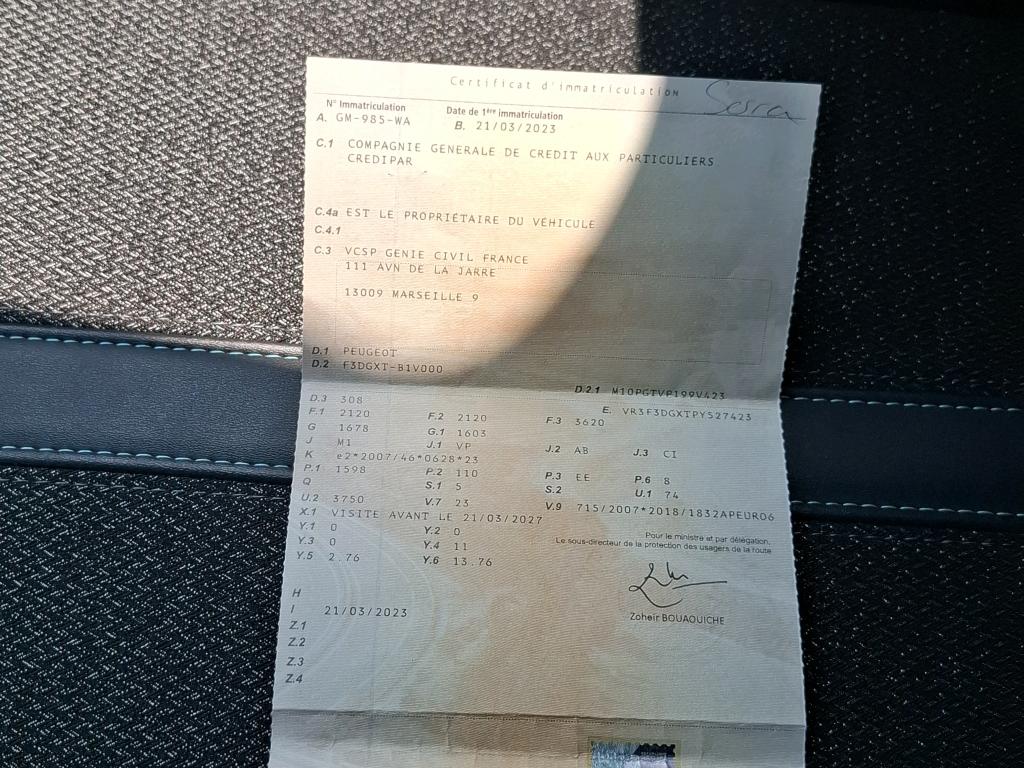 Certificat d'immatriculation
Sesra
N° Immatriculation Date de 1ère immatriculation
A. GM-985-WA B. 21/03/2023
C.1 COMPAGNIE GENERALE DE CREDIT AUX PARTICULIERS
CREDIPAR
C.4a EST LE PROPRIÉTAIRE DU VÉHICULE
C.4.1
C.3 VCSP GENIE CIVIL FRANCE
111 AVN DE LA JARRE
13009 MARSEILLE 9
D.1 PEUGEOT
D.2 F3DGXT-B1V000
D.2.1 M10PGTVP199V423
D.3 308 E. VR3F3DGXTPY527423
F.1 2120 F.2 2120 F.3 3620
G 1678 G.1 1603
J M1 J.1 VP J.2 AB J.3 CI
K e2*2007/46*0628*23
P.1 1598 P.2 110 P.3 EE P.6 8
Q S.1 5 S.2 U.1 74
U.2 3750 V.7 23 V.9 715/2007*2018/1832APEURO6
X.1 VISITE AVANT LE 21/03/2027
Y.1 0 Y.2 0
Y.3 0 Y.4 11
Y.5 2.76 Y.6 13.76
Pour le ministre et par délégation,
Le sous-directeur de la protection des usagers de la route
Zoheir BOUAOUICHE
H
I 21/03/2023
Z.1
Z.2
Z.3
Z.4